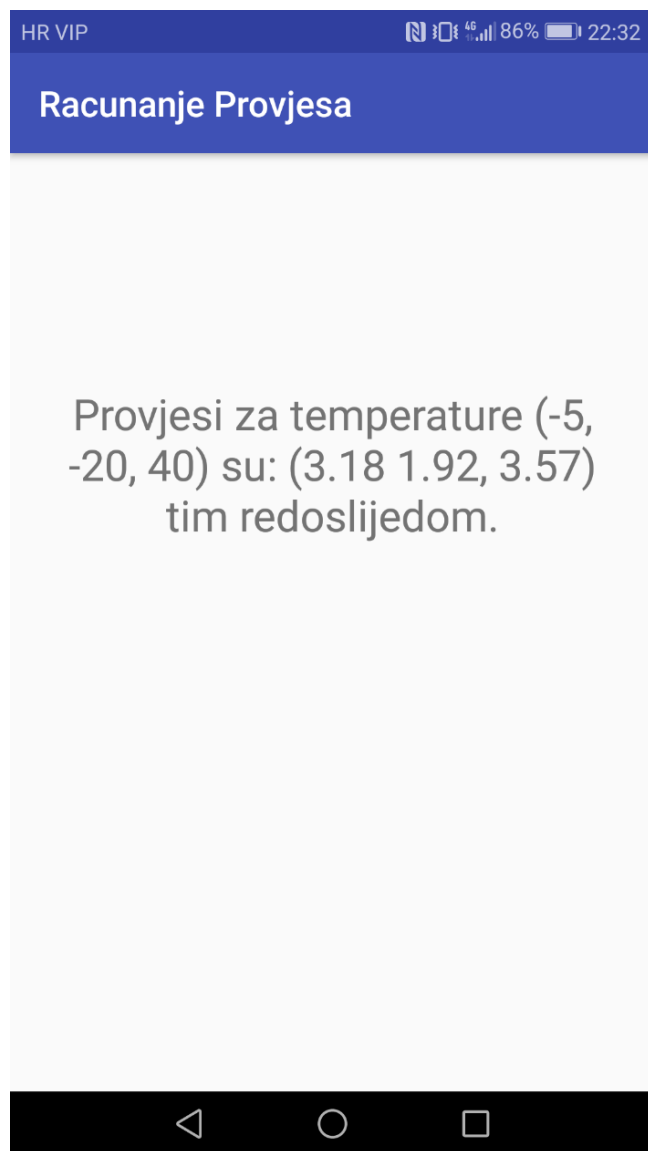 HR VIP 4G 86% 22:32
Racunanje Provjesa
Provjesi za temperature (-5,
-20, 40) su: (3.18 1.92, 3.57)
tim redoslijedom.